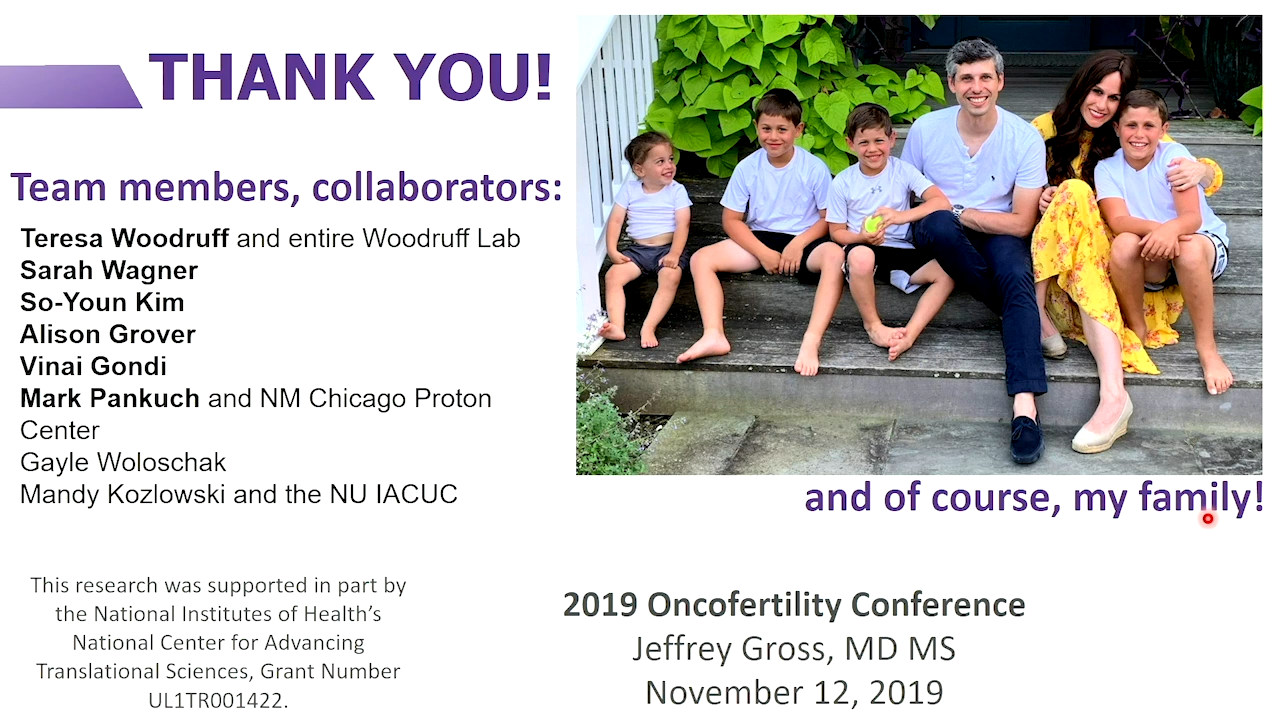 THANK YOU!
Team members, collaborators:
Teresa Woodruff and entire Woodruff Lab
Sarah Wagner
So-Youn Kim
Alison Grover
Vinai Gondi
Mark Pankuch and NM Chicago Proton
Center
Gayle Woloschak
Mandy Kozlowski and the NU IACUC
and of course, my family!
This research was supported in part by
the National Institutes of Health’s
National Center for Advancing
Translational Sciences, Grant Number
UL1TR001422.
2019 Oncofertility Conference
Jeffrey Gross, MD MS
November 12, 2019